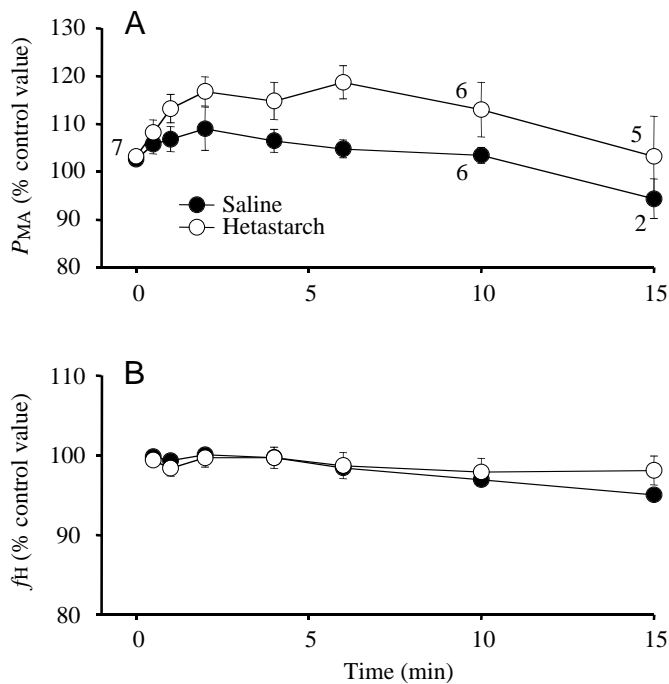 A
130
120
110
100
90
80
PMA (% control value)
7
6
5
6
2
Saline
Hetastarch
0 5 10 15
B
110
100
90
80
fH (% control value)
0 5 10 15
Time (min)